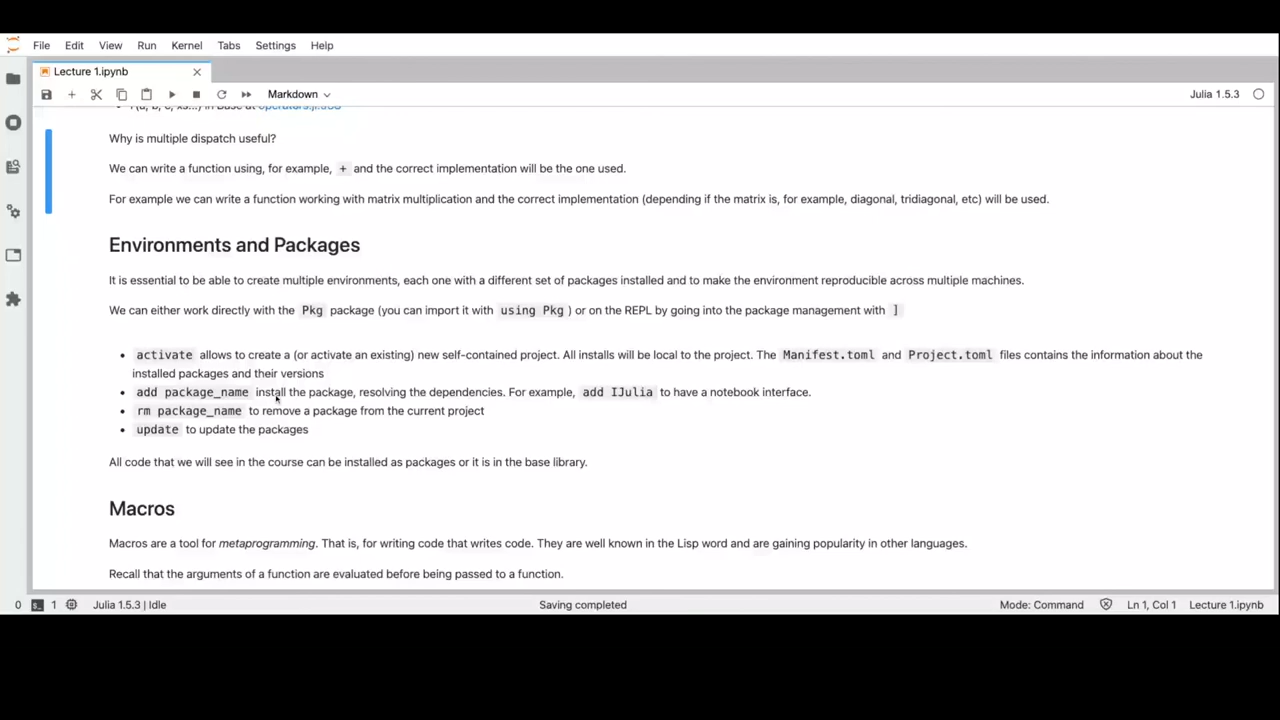 File Edit View Run Kernel Tabs Settings Help
Lecture 1.ipynb
Markdown
Julia 1.5.3
Why is multiple dispatch useful?
We can write a function using, for example, + and the correct implementation will be the one used.
For example we can write a function working with matrix multiplication and the correct implementation (depending if the matrix is, for example, diagonal, tridiagonal, etc) will be used.
Environments and Packages
It is essential to be able to create multiple environments, each one with a different set of packages installed and to make the environment reproducible across multiple machines.
We can either work directly with the Pkg package (you can import it with using Pkg ) or on the REPL by going into the package management with ]
• activate allows to create a (or activate an existing) new self-contained project. All installs will be local to the project. The Manifest.toml and Project.toml files contains the information about the
installed packages and their versions
• add package_name install the package, resolving the dependencies. For example, add IJulia to have a notebook interface.
• rm package_name to remove a package from the current project
• update to update the packages
All code that we will see in the course can be installed as packages or it is in the base library.
Macros
Macros are a tool for metaprogramming. That is, for writing code that writes code. They are well known in the Lisp word and are gaining popularity in other languages.
Recall that the arguments of a function are evaluated before being passed to a function.
0 1 Julia 1.5.3 | Idle Saving completed Mode: Command Ln 1, Col 1 Lecture 1.ipynb